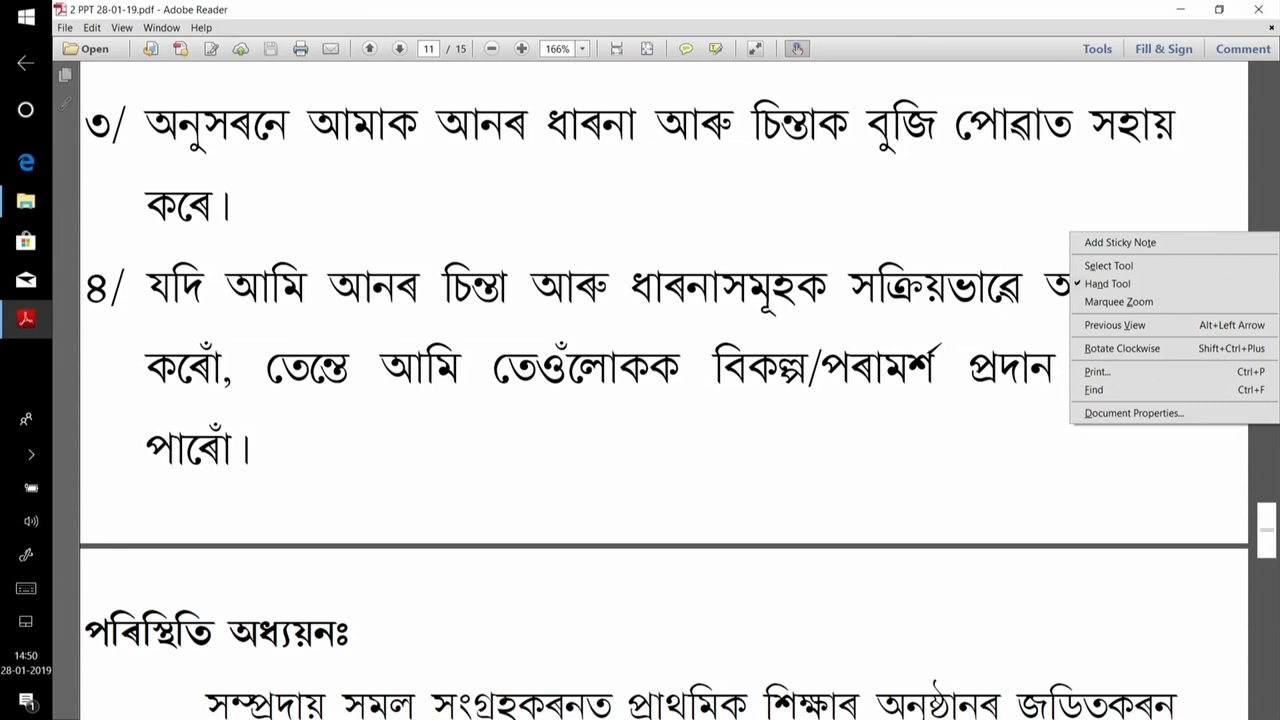 2 PPT 28-01-19.pdf - Adobe Reader
File Edit View Window Help
Open 11 / 15 166% Tools Fill & Sign Comment
৩/ অনুসৰনে আমাক আনৰ ধাৰনা আৰু চিন্তাক বুজি পোৱাত সহায়
কৰে।
৪/ যদি আমি আনৰ চিন্তা আৰু ধাৰনাসমূহক সক্ৰিয়ভাৱে
কৰোঁ, তেন্তে আমি তেওঁলোকক বিকল্প/পৰামৰ্শ প্ৰদান
পাৰোঁ।
Add Sticky Note
Select Tool
Hand Tool
Marquee Zoom
Previous View Alt+Left Arrow
Rotate Clockwise Shift+Ctrl+Plus
Print... Ctrl+P
Find Ctrl+F
Document Properties...
পৰিস্থিতি অধ্যয়নঃ
সম্প্ৰদায় সমল সংগ্ৰহকৰনত প্ৰাথমিক শিক্ষাৰ অনুষ্ঠানৰ জডিতকৰন
14:50
28-01-2019
1